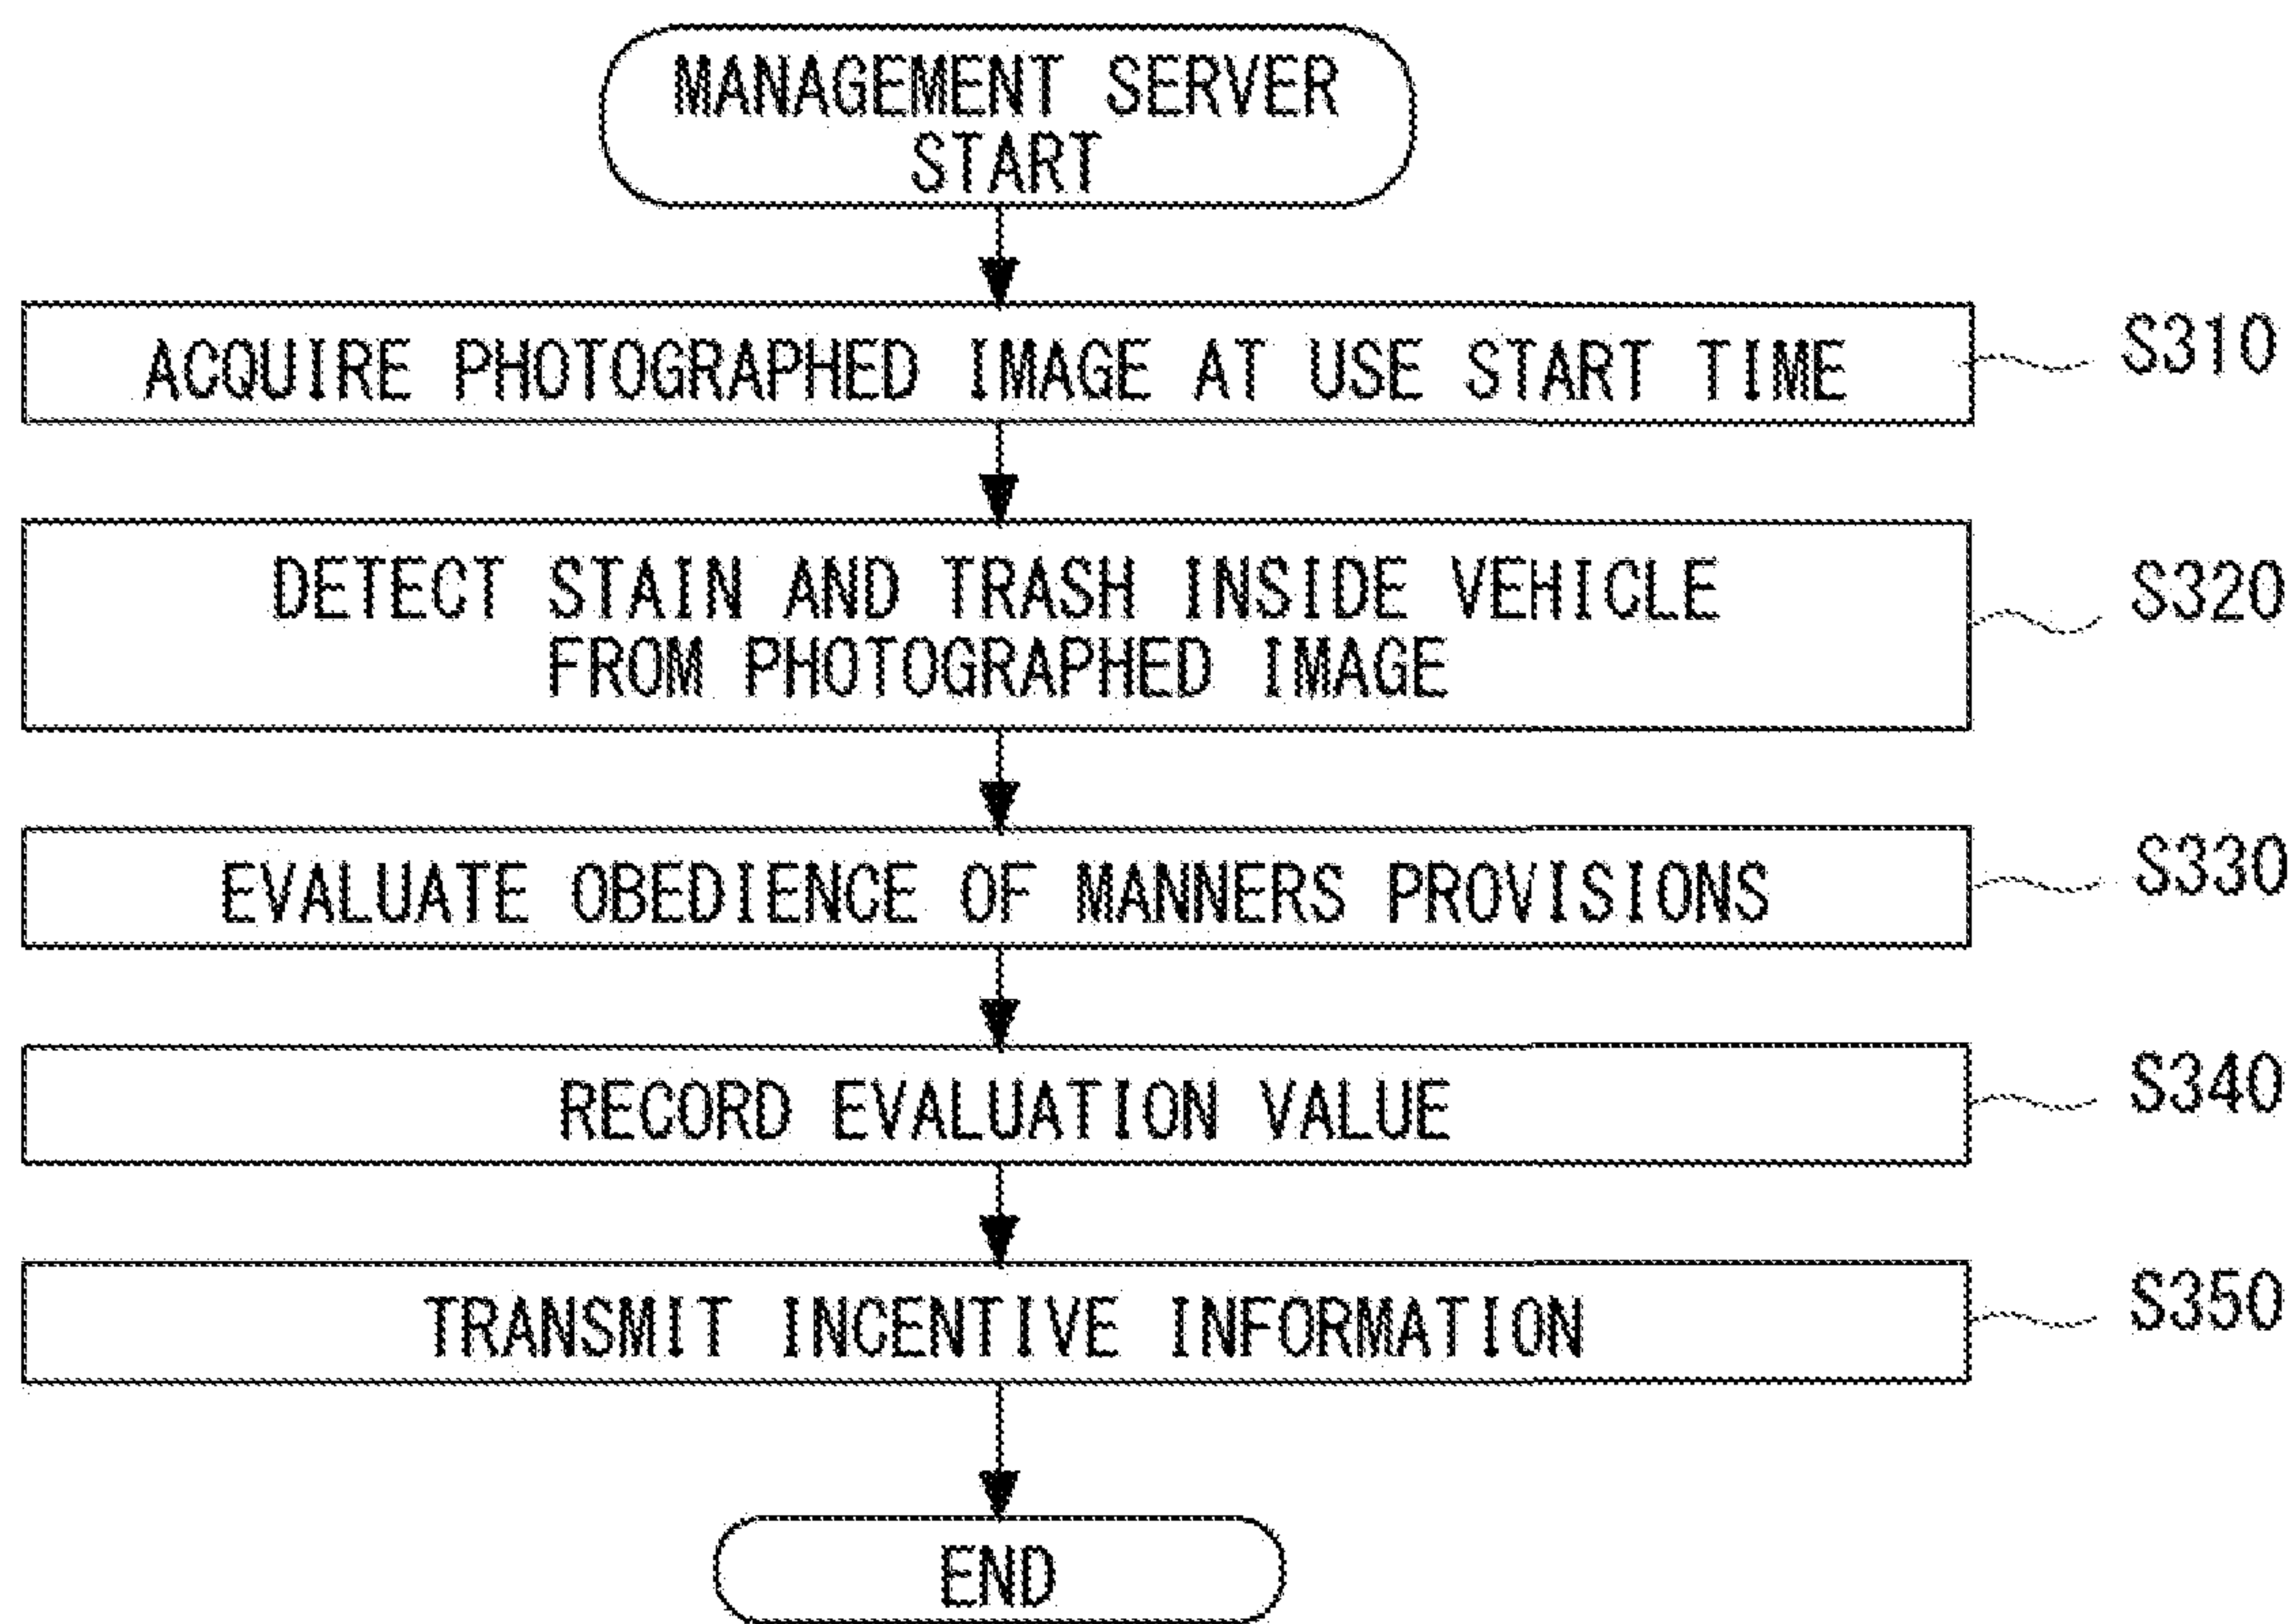 MANAGEMENT SERVER
START
ACQUIRE PHOTOGRAPHED IMAGE AT USE START TIME
S310
DETECT STAIN AND TRASH INSIDE VEHICLE
FROM PHOTOGRAPHED IMAGE
S320
EVALUATE OBEDIENCE OF MANNERS PROVISIONS
S330
RECORD EVALUATION VALUE
S340
TRANSMIT INCENTIVE INFORMATION
S350
END